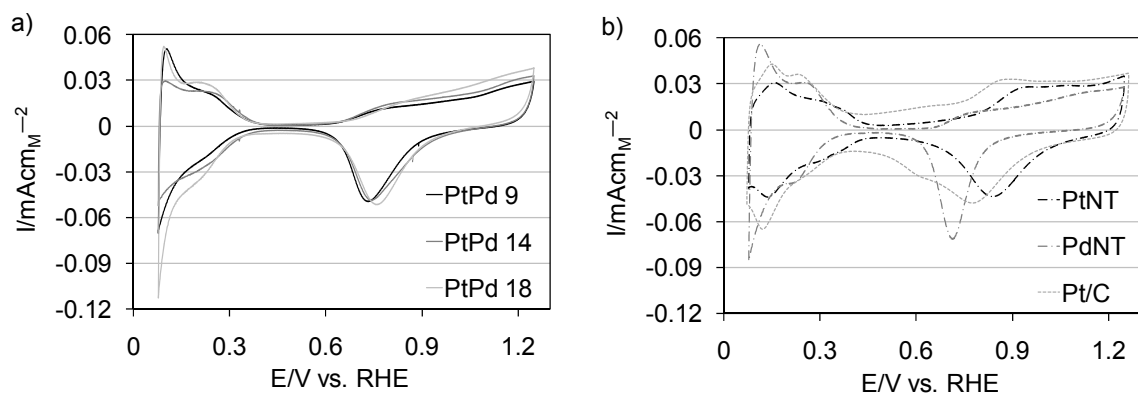 a)
I/mAcm_M⁻²
0.06
0.03
0
-0.03
-0.06
-0.09
-0.12
PtPd 9
PtPd 14
PtPd 18
0 0.3 0.6 0.9 1.2
E/V vs. RHE
b)
I/mAcm_M⁻²
0.06
0.03
0
-0.03
-0.06
-0.09
-0.12
PtNT
PdNT
Pt/C
0 0.3 0.6 0.9 1.2
E/V vs. RHE